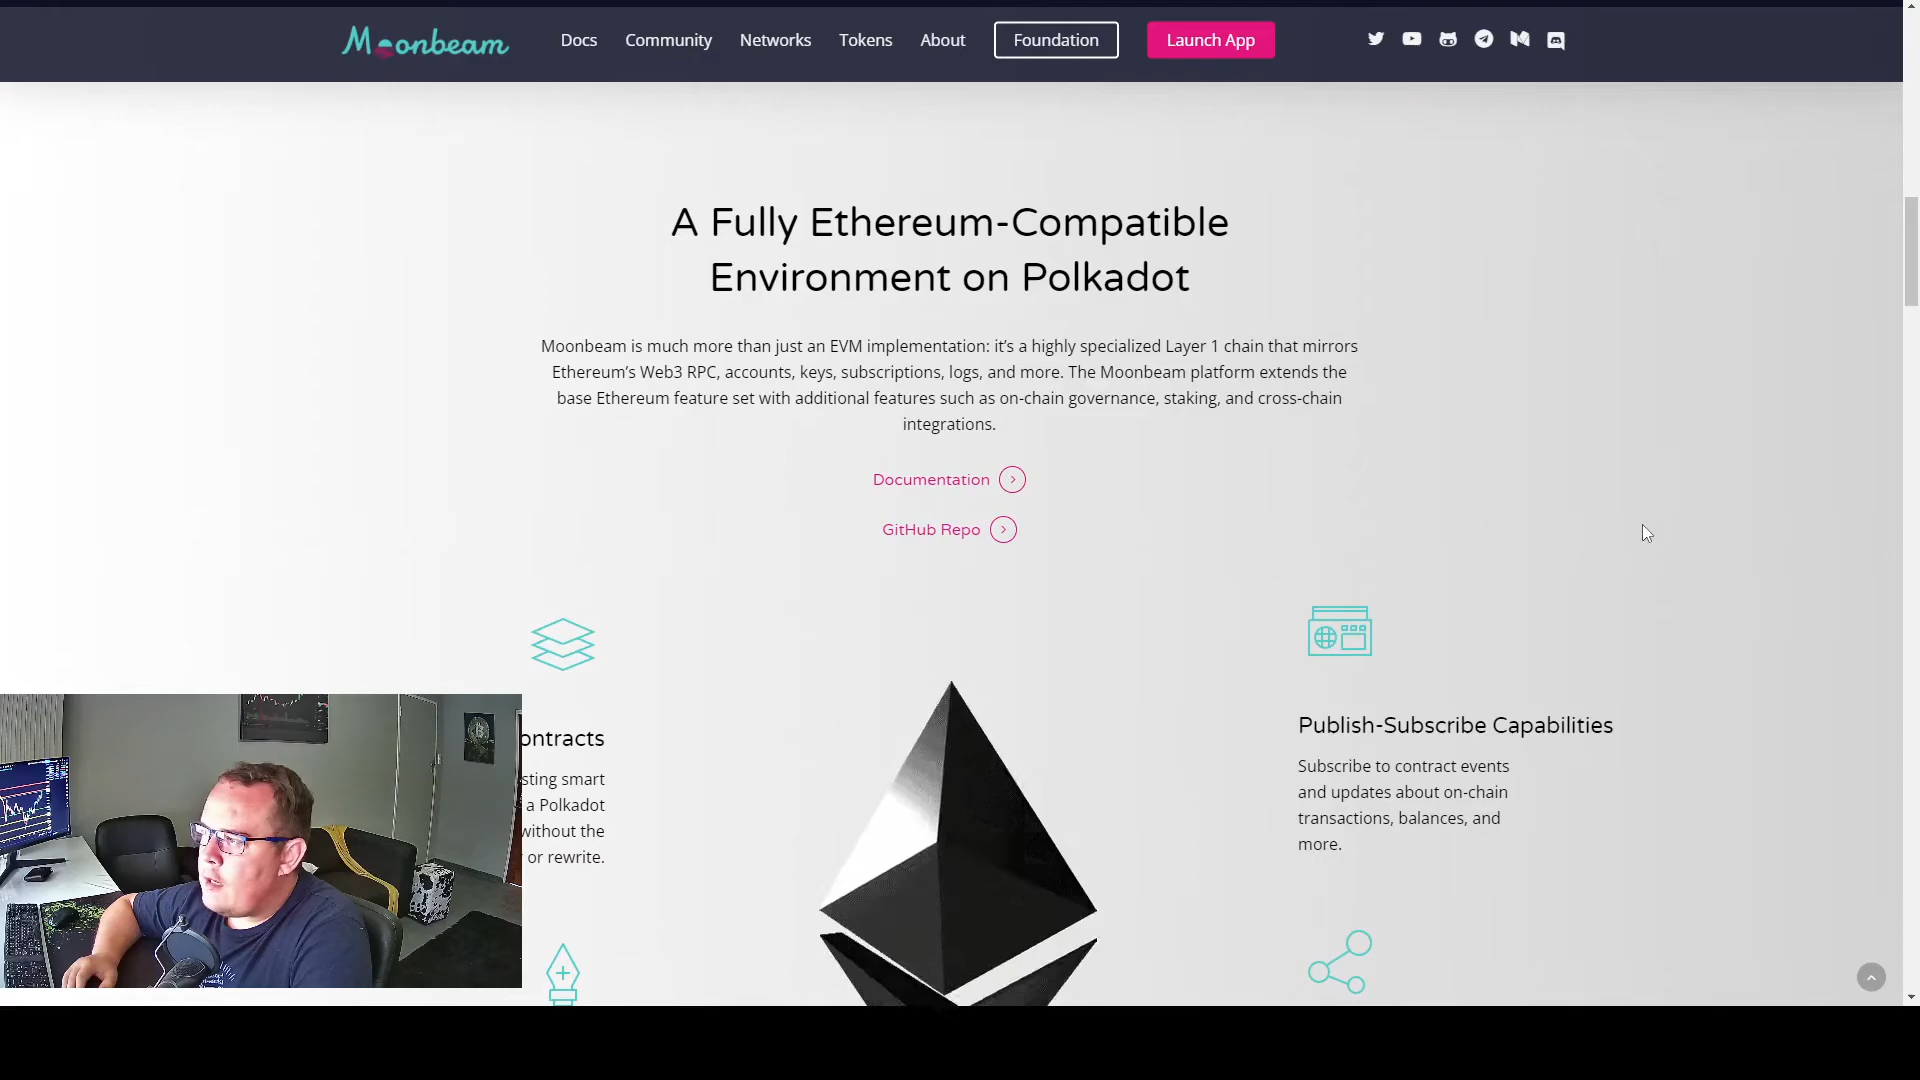 Moonbeam
Docs Community Networks Tokens About Foundation Launch App
A Fully Ethereum-Compatible
Environment on Polkadot
Moonbeam is much more than just an EVM implementation: it’s a highly specialized Layer 1 chain that mirrors
Ethereum’s Web3 RPC, accounts, keys, subscriptions, logs, and more. The Moonbeam platform extends the
base Ethereum feature set with additional features such as on-chain governance, staking, and cross-chain
integrations.
Documentation
GitHub Repo
ontracts
sting smart
a Polkadot
without the
or rewrite.
Publish-Subscribe Capabilities
Subscribe to contract events
and updates about on-chain
transactions, balances, and
more.